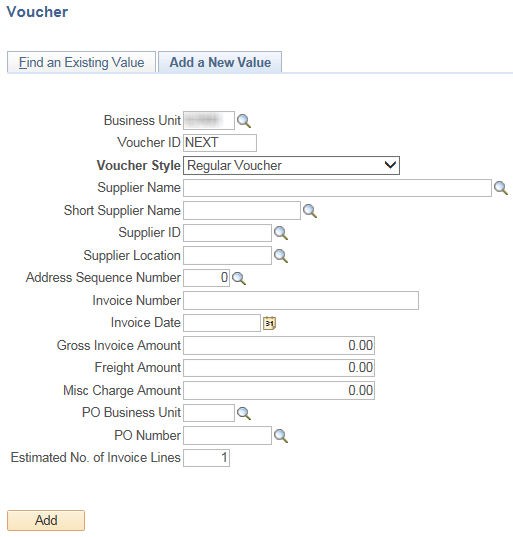 Voucher
Find an Existing Value Add a New Value
Business Unit
Voucher ID NEXT
Voucher Style Regular Voucher
Supplier Name
Short Supplier Name
Supplier ID
Supplier Location
Address Sequence Number 0
Invoice Number
Invoice Date 31
Gross Invoice Amount 0.00
Freight Amount 0.00
Misc Charge Amount 0.00
PO Business Unit
PO Number
Estimated No. of Invoice Lines 1
Add